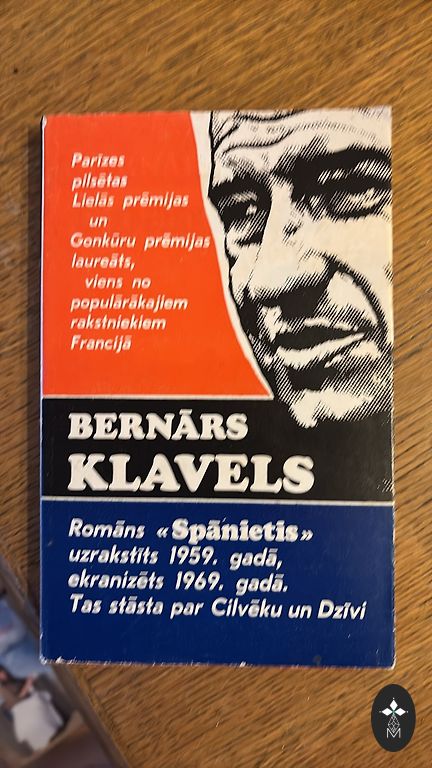 Parīzes
pilsētas
Lielās prēmijas
un
Gonkūru prēmijas
laureāts,
viens no
populārākajiem
rakstniekiem
Francijā
BERNĀRS
KLAVELS
Romāns «Spānietis»
uzrakstīts 1959. gadā,
ekranizēts 1969. gadā.
Tas stāsta par Cilvēku un Dzīvi
M